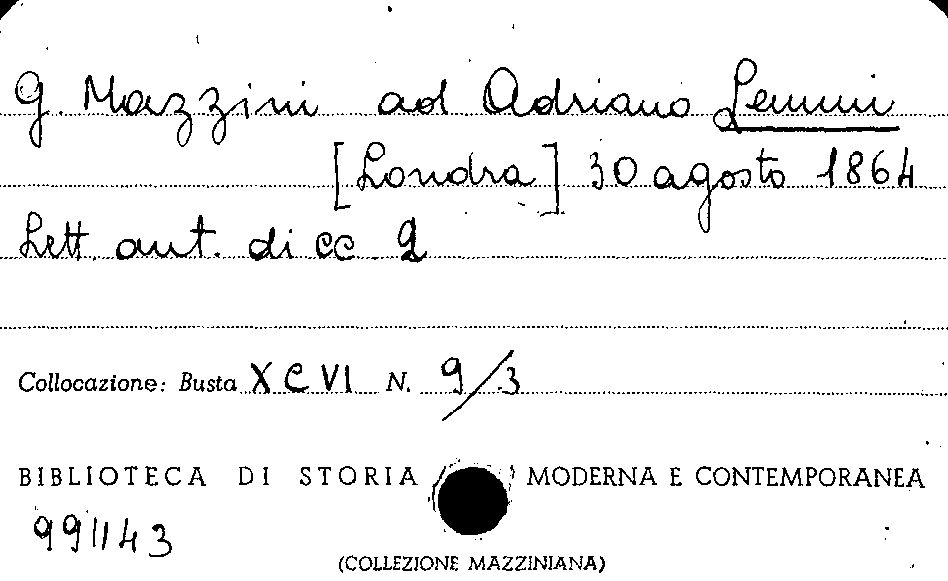 G. Mazzini ad Adriano Lemmi
[Londra] 30 agosto 1864
Lett. aut. di cc. 2
Collocazione: Busta XCVI N. 9/3
BIBLIOTECA DI STORIA MODERNA E CONTEMPORANEA
991143
(COLLEZIONE MAZZINIANA)